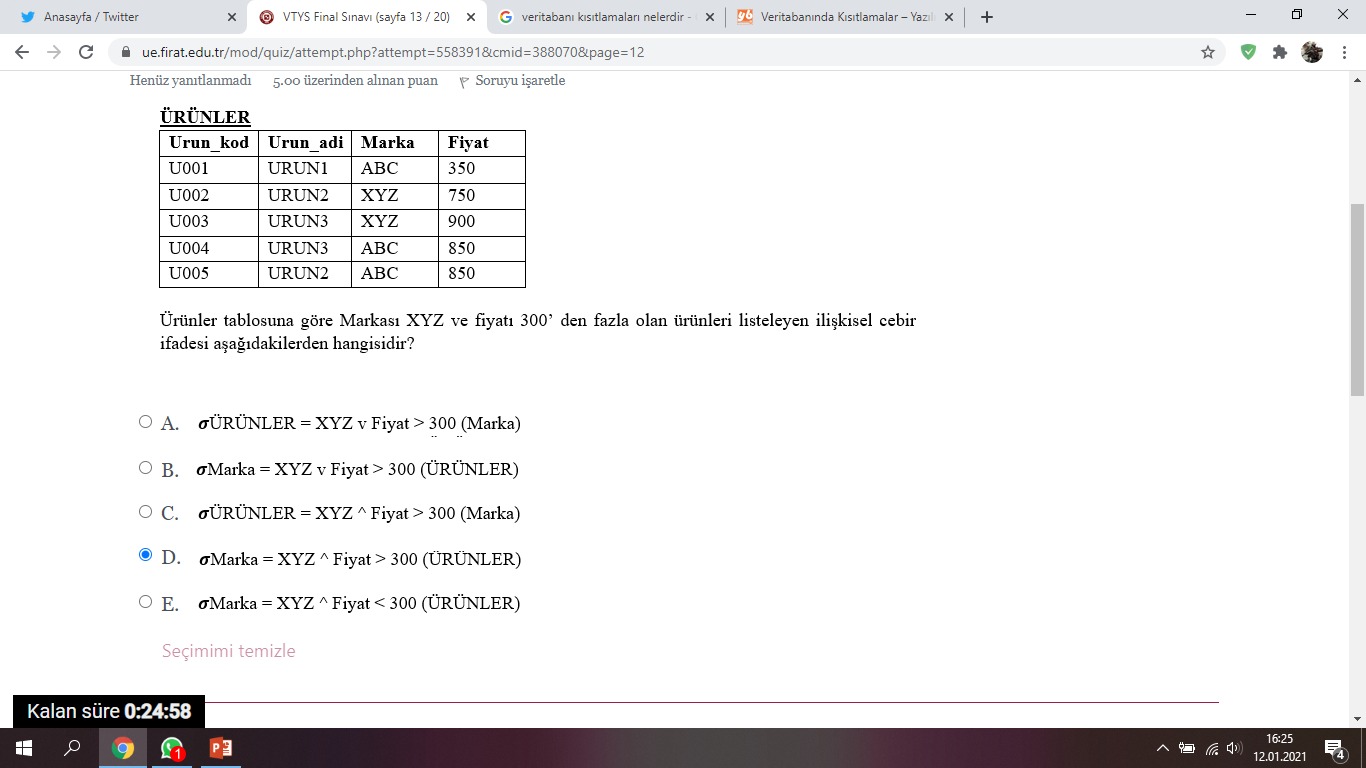 Anasayfa / Twitter
VTYS Final Sınavı (sayfa 13 / 20)
veritabanı kısıtlamaları nelerdir -
Veritabanında Kısıtlamalar – Yazıl
ue.firat.edu.tr/mod/quiz/attempt.php?attempt=558391&cmid=388070&page=12
Henüz yanıtlanmadı 5.00 üzerinden alınan puan Soruyu işaretle
ÜRÜNLER
Urun_kod Urun_adi Marka Fiyat
U001 URUN1 ABC 350
U002 URUN2 XYZ 750
U003 URUN3 XYZ 900
U004 URUN3 ABC 850
U005 URUN2 ABC 850
Ürünler tablosuna göre Markası XYZ ve fiyatı 300’ den fazla olan ürünleri listeleyen ilişkisel cebir
ifadesi aşağıdakilerden hangisidir?
A. σÜRÜNLER = XYZ v Fiyat > 300 (Marka)
B. σMarka = XYZ v Fiyat > 300 (ÜRÜNLER)
C. σÜRÜNLER = XYZ ^ Fiyat > 300 (Marka)
D. σMarka = XYZ ^ Fiyat > 300 (ÜRÜNLER)
E. σMarka = XYZ ^ Fiyat < 300 (ÜRÜNLER)
Seçimimi temizle
Kalan süre 0:24:58
16:25
12.01.2021
1
4